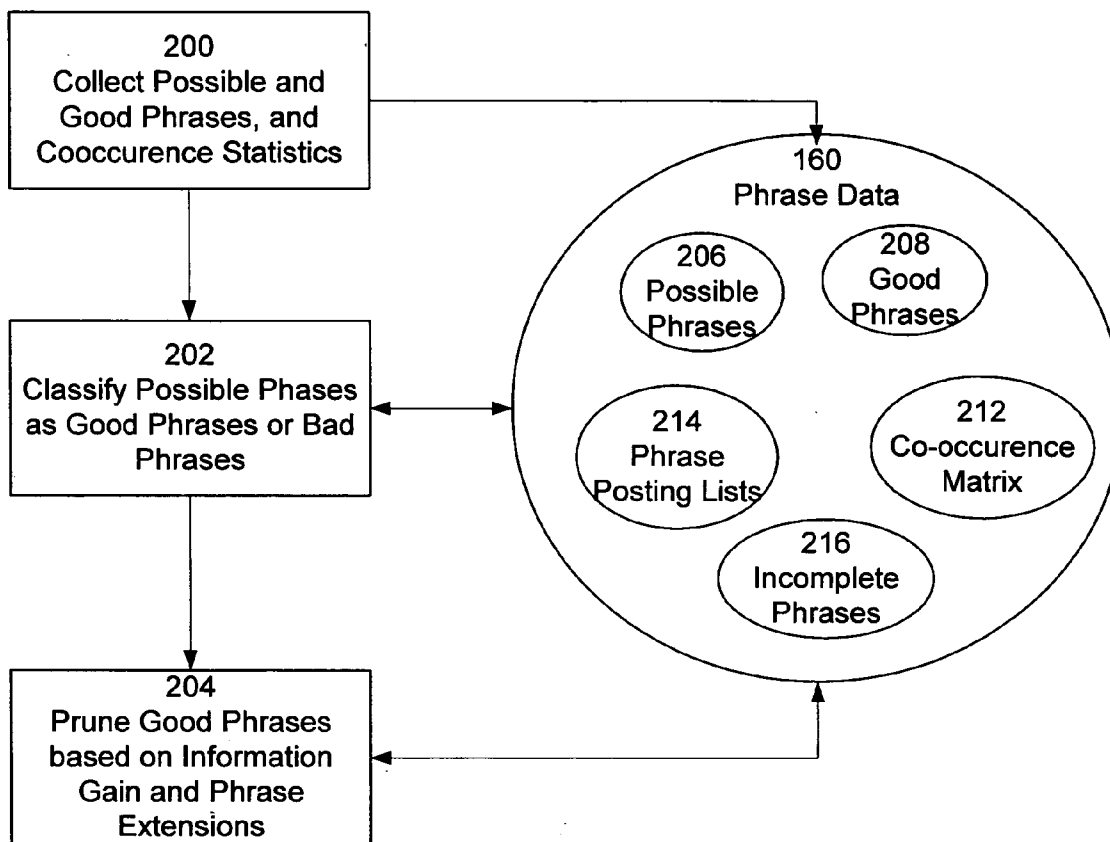 200
Collect Possible and
Good Phrases, and
Cooccurence Statistics
160
Phrase Data
206
Possible
Phrases
208
Good
Phrases
202
Classify Possible Phases
as Good Phrases or Bad
Phrases
214
Phrase
Posting Lists
212
Co-occurence
Matrix
216
Incomplete
Phrases
204
Prune Good Phrases
based on Information
Gain and Phrase
Extensions